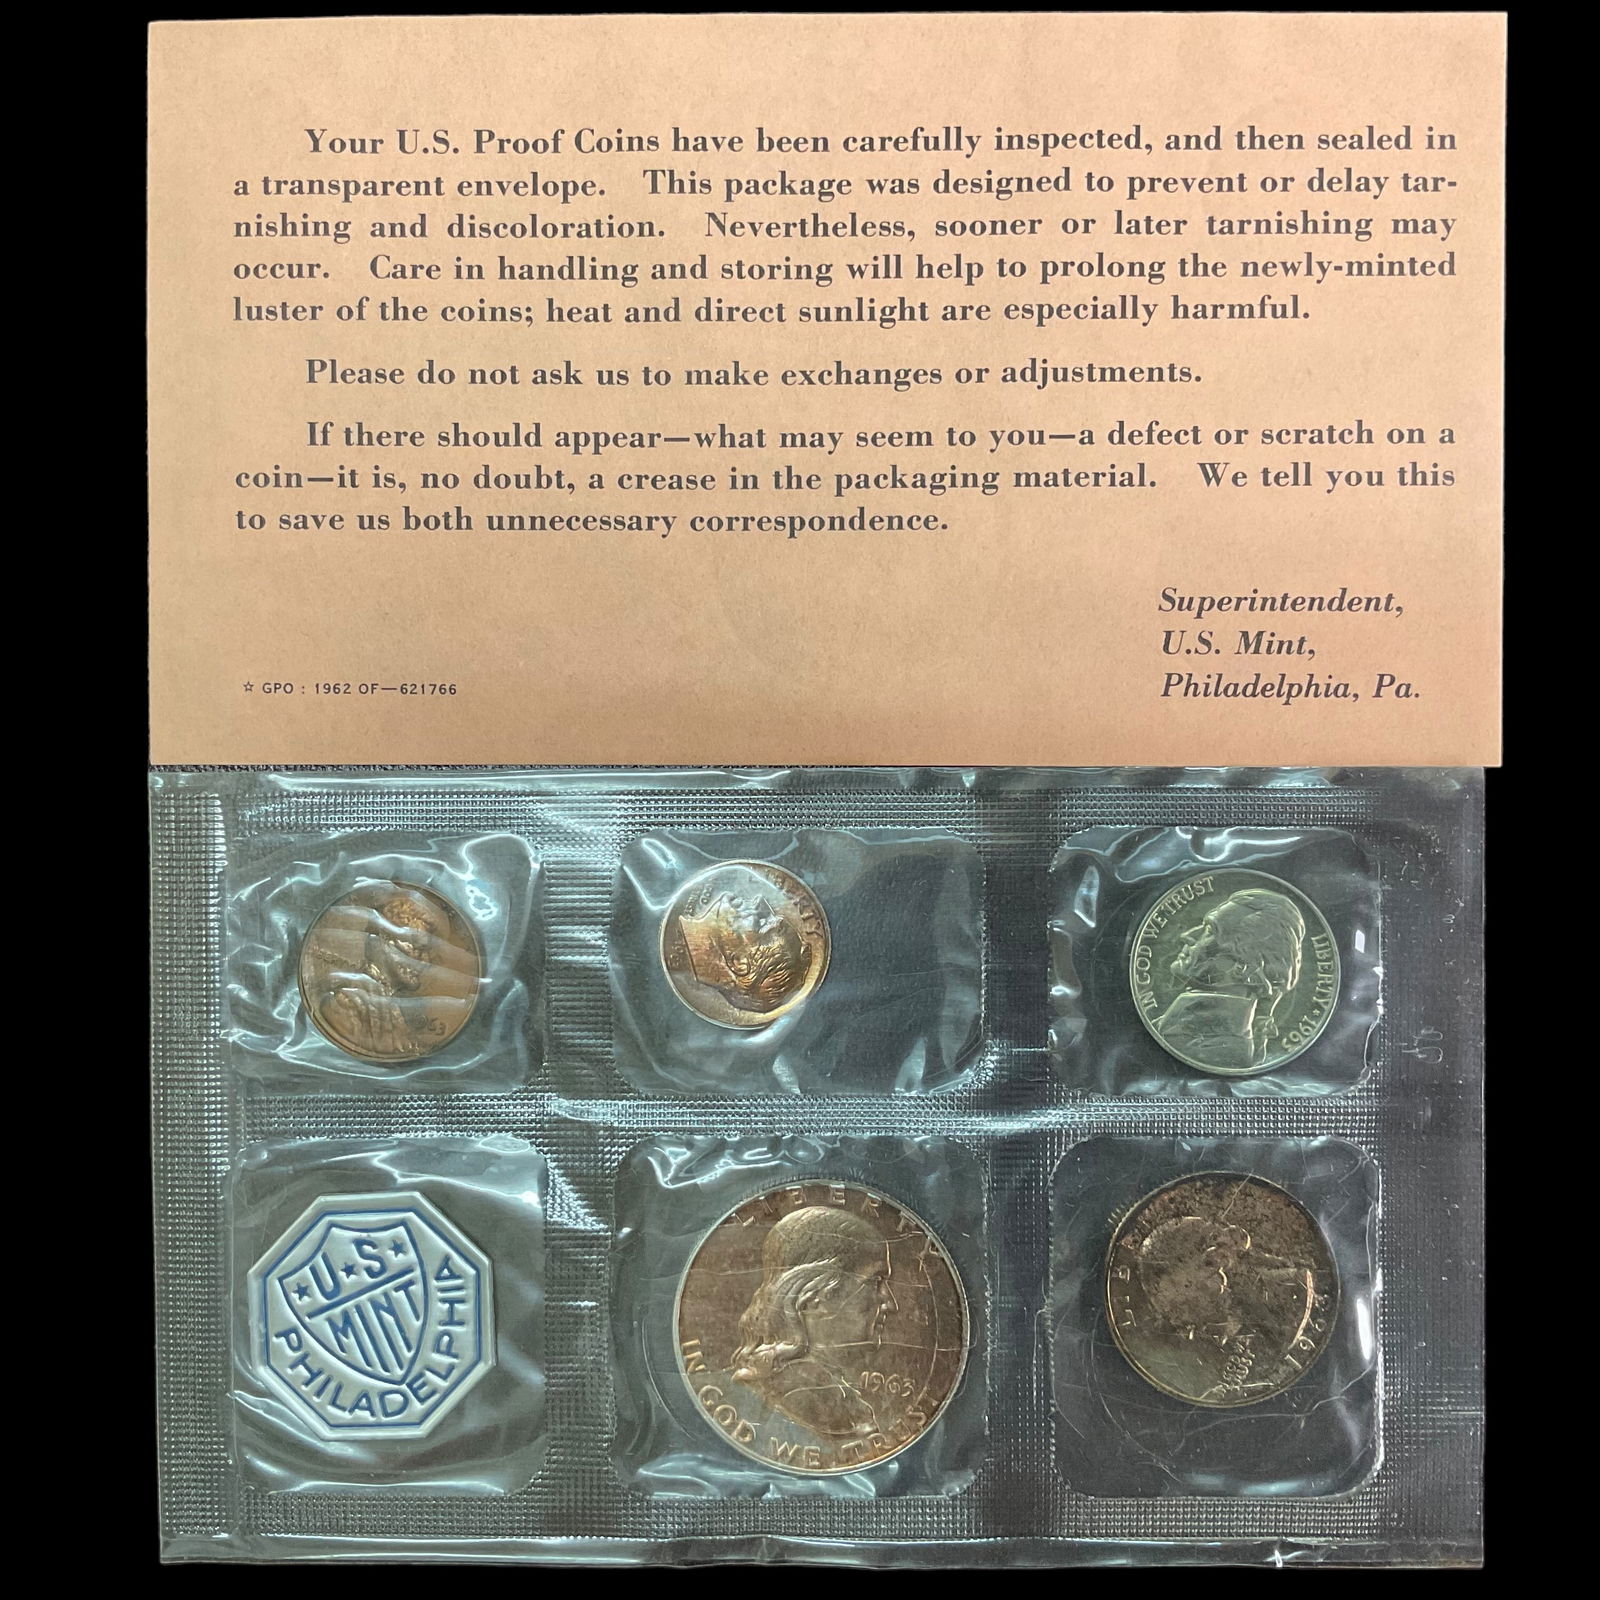 Your U.S. Proof Coins have been carefully inspected, and then sealed in
a transparent envelope. This package was designed to prevent or delay tar-
nishing and discoloration. Nevertheless, sooner or later tarnishing may
occur. Care in handling and storing will help to prolong the newly-minted
luster of the coins; heat and direct sunlight are especially harmful.
Please do not ask us to make exchanges or adjustments.
If there should appear—what may seem to you—a defect or scratch on a
coin—it is, no doubt, a crease in the packaging material. We tell you this
to save us both unnecessary correspondence.
Superintendent,
U.S. Mint,
Philadelphia, Pa.
☆ GPO : 1962 OF—621766
LIBERTY
IN GOD WE TRUST
LIBERTY ★ 1963
U★S★
MINT
PHILADELPHIA
LIBERTY
1963
IN GOD WE TRUST